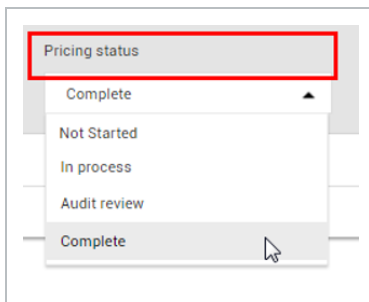 Pricing status
Complete
Not Started
In process
Audit review
Complete